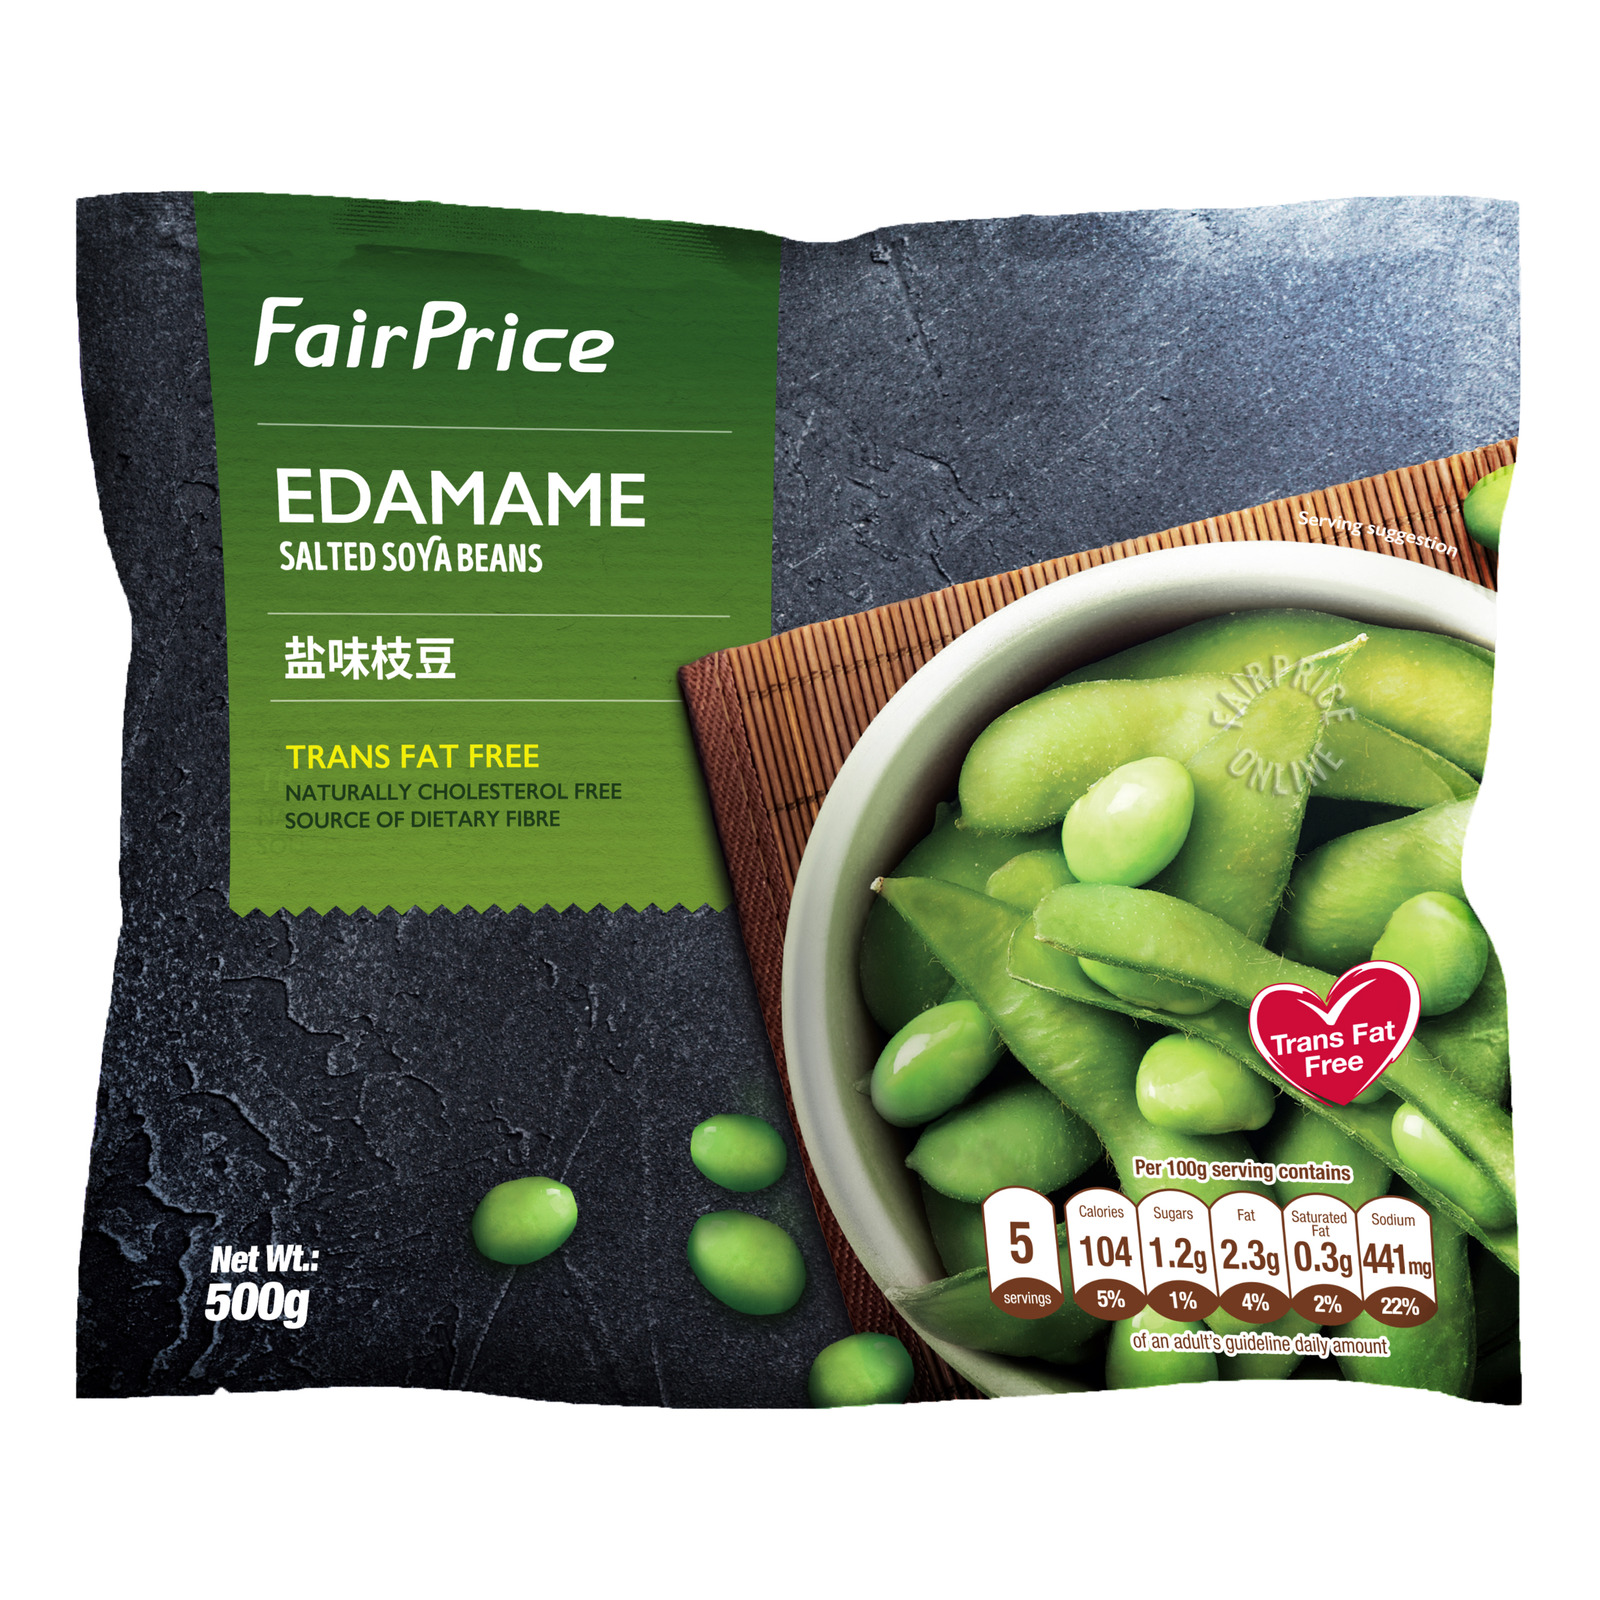 FairPrice
EDAMAME
SALTED SOYA BEANS
盐味枝豆
TRANS FAT FREE
NATURALLY CHOLESTEROL FREE
SOURCE OF DIETARY FIBRE
Serving suggestion
FAIRPRICE
ONLINE
Trans Fat
Free
Net Wt.:
500g
Per 100g serving contains
5 servings
Calories 104 5%
Sugars 1.2g 1%
Fat 2.3g 4%
Saturated Fat 0.3g 2%
Sodium 441mg 22%
of an adult's guideline daily amount